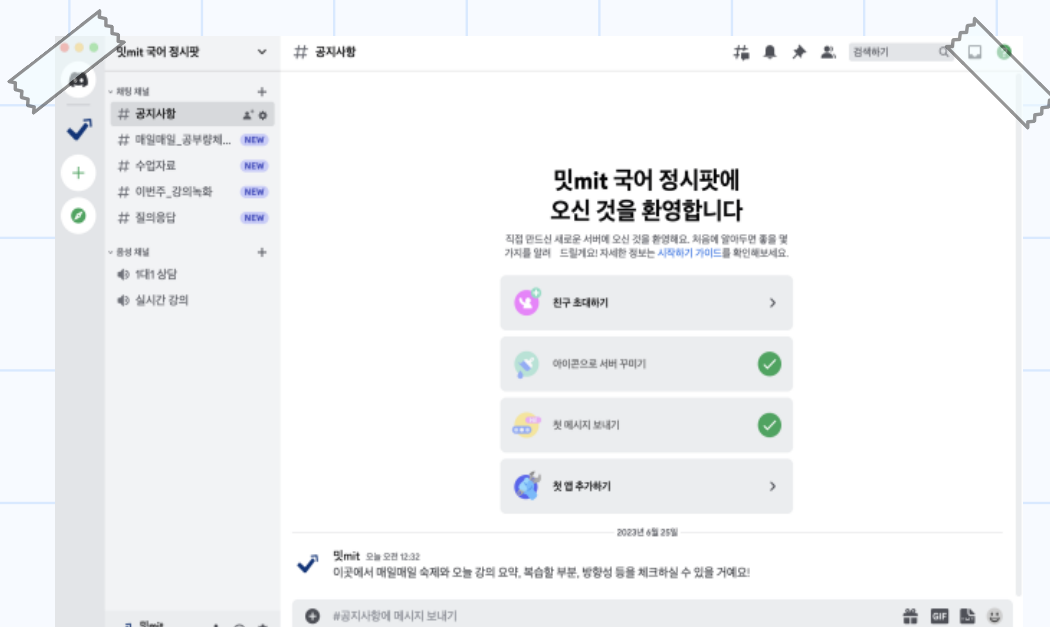 밋mit 국어 정시팟
# 공지사항
검색하기
채팅 채널
# 공지사항
# 매일매일_공부량체... NEW
# 수업자료 NEW
# 이번주_강의녹화 NEW
# 질의응답 NEW
음성 채널
1대1 상담
실시간 강의
밋mit 국어 정시팟에
오신 것을 환영합니다
직접 만드신 새로운 서버에 오신 것을 환영해요. 처음에 알아두면 좋을 몇
가지를 알려 드릴게요! 자세한 정보는 시작하기 가이드를 확인해보세요.
친구 초대하기
아이콘으로 서버 꾸미기
첫 메시지 보내기
첫 앱 추가하기
2023년 6월 25일
밋mit 오늘 오전 12:32
이곳에서 매일매일 숙제와 오늘 강의 요약, 복습할 부분, 방향성 등을 체크하실 수 있을 거예요!
#공지사항에 메시지 보내기
GIF
밋mit